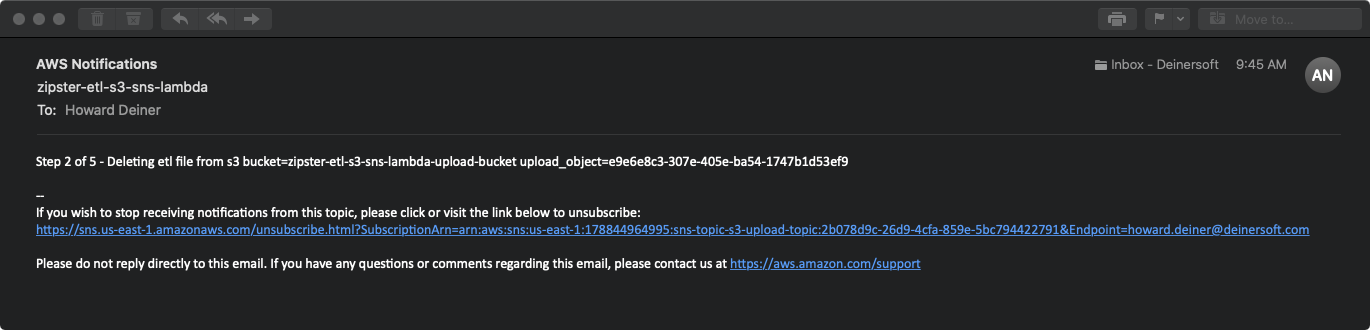 Move to...
AWS Notifications
Inbox - Deinersoft 9:45 AM
AN
zipster-etl-s3-sns-lambda
To: Howard Deiner
Step 2 of 5 - Deleting etl file from s3 bucket=zipster-etl-s3-sns-lambda-upload-bucket upload_object=e9e6e8c3-307e-405e-ba54-1747b1d53ef9
--
If you wish to stop receiving notifications from this topic, please click or visit the link below to unsubscribe:
https://sns.us-east-1.amazonaws.com/unsubscribe.html?SubscriptionArn=arn:aws:sns:us-east-1:178844964995:sns-topic-s3-upload-topic:2b078d9c-26d9-4cfa-859e-5bc794422791&Endpoint=howard.deiner@deinersoft.com
Please do not reply directly to this email. If you have any questions or comments regarding this email, please contact us at https://aws.amazon.com/support